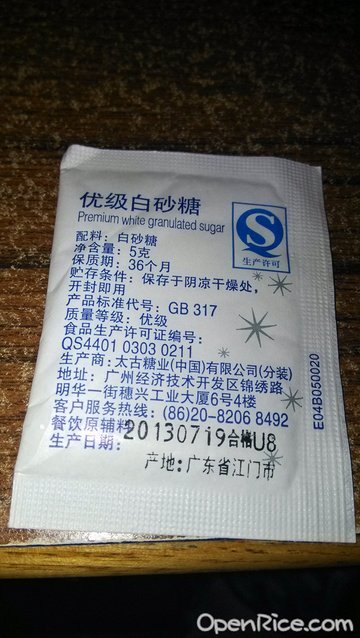 优级白砂糖
Premium white granulated sugar
配料: 白砂糖
净含量: 5克
保质期: 36个月
贮存条件: 保存于阴凉干燥处,
开封即用
产品标准代号: GB 317
质量等级: 优级
食品生产许可证编号:
QS4401 0303 0211
生产商: 太古糖业(中国)有限公司(分装)
地址: 广州经济技术开发区锦绣路
明华一街穗兴工业大厦6号4楼
客户服务热线: (86)20-8206 8492
餐饮原辅料
生产日期: 20130719合格U8
产地: 广东省江门市
S
生产许可
E04B050020
OpenRice.com